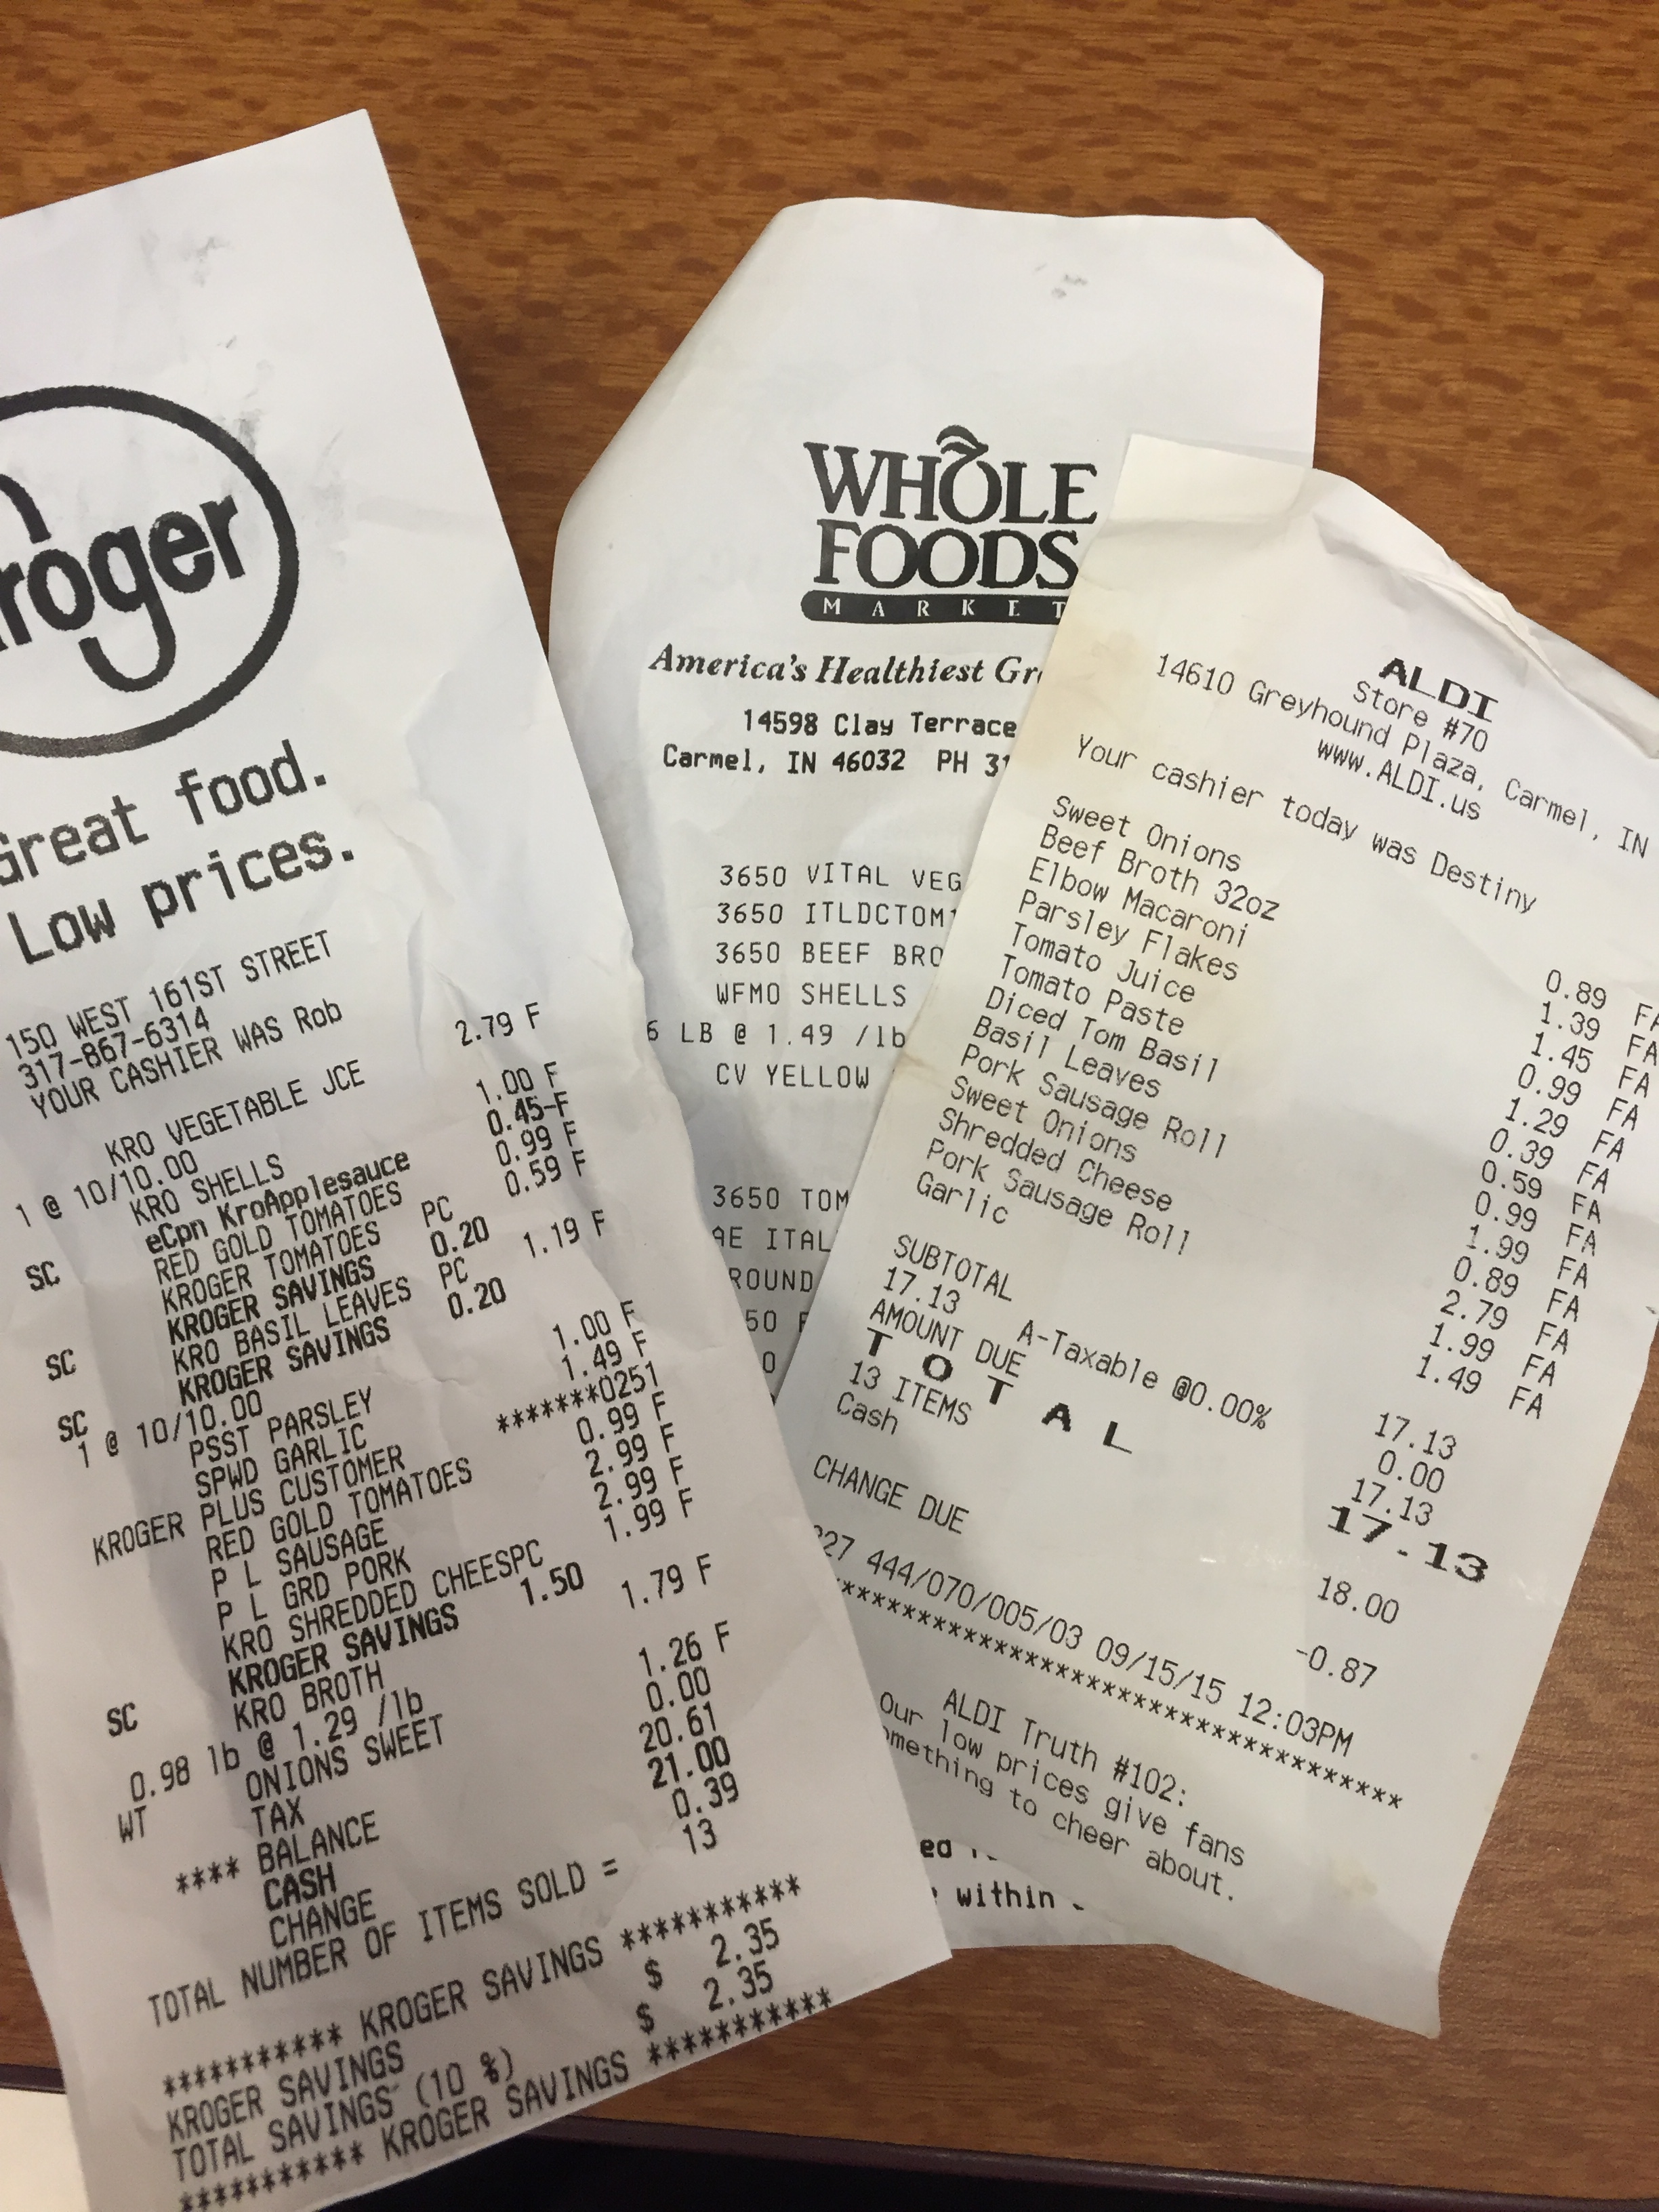 Kroger
Great food.
Low prices.
150 WEST 161ST STREET
317-867-6314
YOUR CASHIER WAS Rob
KRO VEGETABLE JCE 2.79 F
1 @ 10/10.00
KRO SHELLS 1.00 F
SC eCpn KroApplesauce 0.45-F
RED GOLD TOMATOES 0.99 F
KROGER TOMATOES PC 0.59 F
SC KROGER SAVINGS 0.20
KRO BASIL LEAVES PC 1.19 F
SC KROGER SAVINGS 0.20
1 @ 10/10.00
PSST PARSLEY 1.00 F
SPWD GARLIC 1.49 F
KROGER PLUS CUSTOMER *******0251
RED GOLD TOMATOES 0.99 F
P L SAUSAGE 2.99 F
P L GRD PORK 2.99 F
KRO SHREDDED CHEESPC 1.99 F
SC KROGER SAVINGS 1.50
KRO BROTH 1.79 F
0.98 lb @ 1.29 /lb
WT ONIONS SWEET 1.26 F
TAX 0.00
**** BALANCE 20.61
CASH 21.00
CHANGE 0.39
TOTAL NUMBER OF ITEMS SOLD = 13
*********** KROGER SAVINGS ***********
KROGER SAVINGS $ 2.35
TOTAL SAVINGS (10 %) $ 2.35
*********** KROGER SAVINGS ***********
WHOLE
FOODS
MARKET
America's Healthiest
14598 Clay Terrace
Carmel, IN 46032 PH 31
3650 VITAL VEG
3650 ITLDCTOM
3650 BEEF BRO
WFMO SHELLS
6 LB @ 1.49 /lb
CV YELLOW
3650 TOM
AE ITAL
ROUND
50
0
within
ALDI
Store #70
14610 Greyhound Plaza, Carmel, IN
www.ALDI.us
Your cashier today was Destiny
Sweet Onions 0.89 FA
Beef Broth 32oz 1.39 FA
Elbow Macaroni 1.45 FA
Parsley Flakes 0.99 FA
Tomato Juice 1.29 FA
Tomato Paste 0.39 FA
Diced Tom Basil 0.59 FA
Basil Leaves 0.99 FA
Pork Sausage Roll 1.99 FA
Sweet Onions 0.89 FA
Shredded Cheese 2.79 FA
Pork Sausage Roll 1.99 FA
Garlic 1.49 FA
SUBTOTAL 17.13
17.13 A-Taxable @0.00% 0.00
AMOUNT DUE 17.13
T O T A L 17.13
13 ITEMS
Cash 18.00
CHANGE DUE -0.87
27 444/070/005/03 09/15/15 12:03PM
****************************************
ALDI Truth #102:
Our low prices give fans
omething to cheer about.